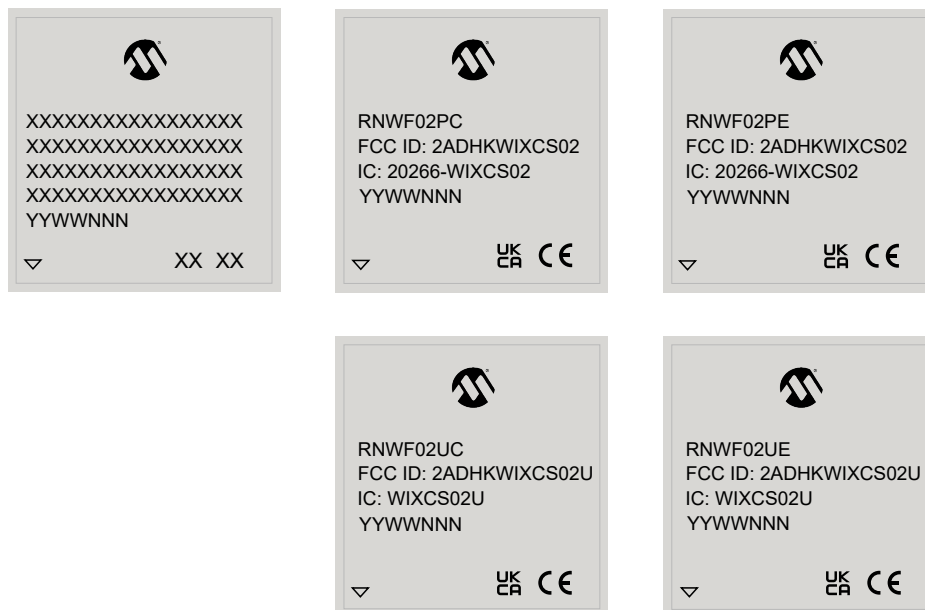 XXXXXXXXXXXXXXXXX
XXXXXXXXXXXXXXXXX
XXXXXXXXXXXXXXXXX
XXXXXXXXXXXXXXXXX
YYWWNNN
XX XX
RNWF02PC
FCC ID: 2ADHKWIXCS02
IC: 20266-WIXCS02
YYWWNNN
UK
CA CE
RNWF02PE
FCC ID: 2ADHKWIXCS02
IC: 20266-WIXCS02
YYWWNNN
UK
CA CE
RNWF02UC
FCC ID: 2ADHKWIXCS02U
IC: WIXCS02U
YYWWNNN
UK
CA CE
RNWF02UE
FCC ID: 2ADHKWIXCS02U
IC: WIXCS02U
YYWWNNN
UK
CA CE